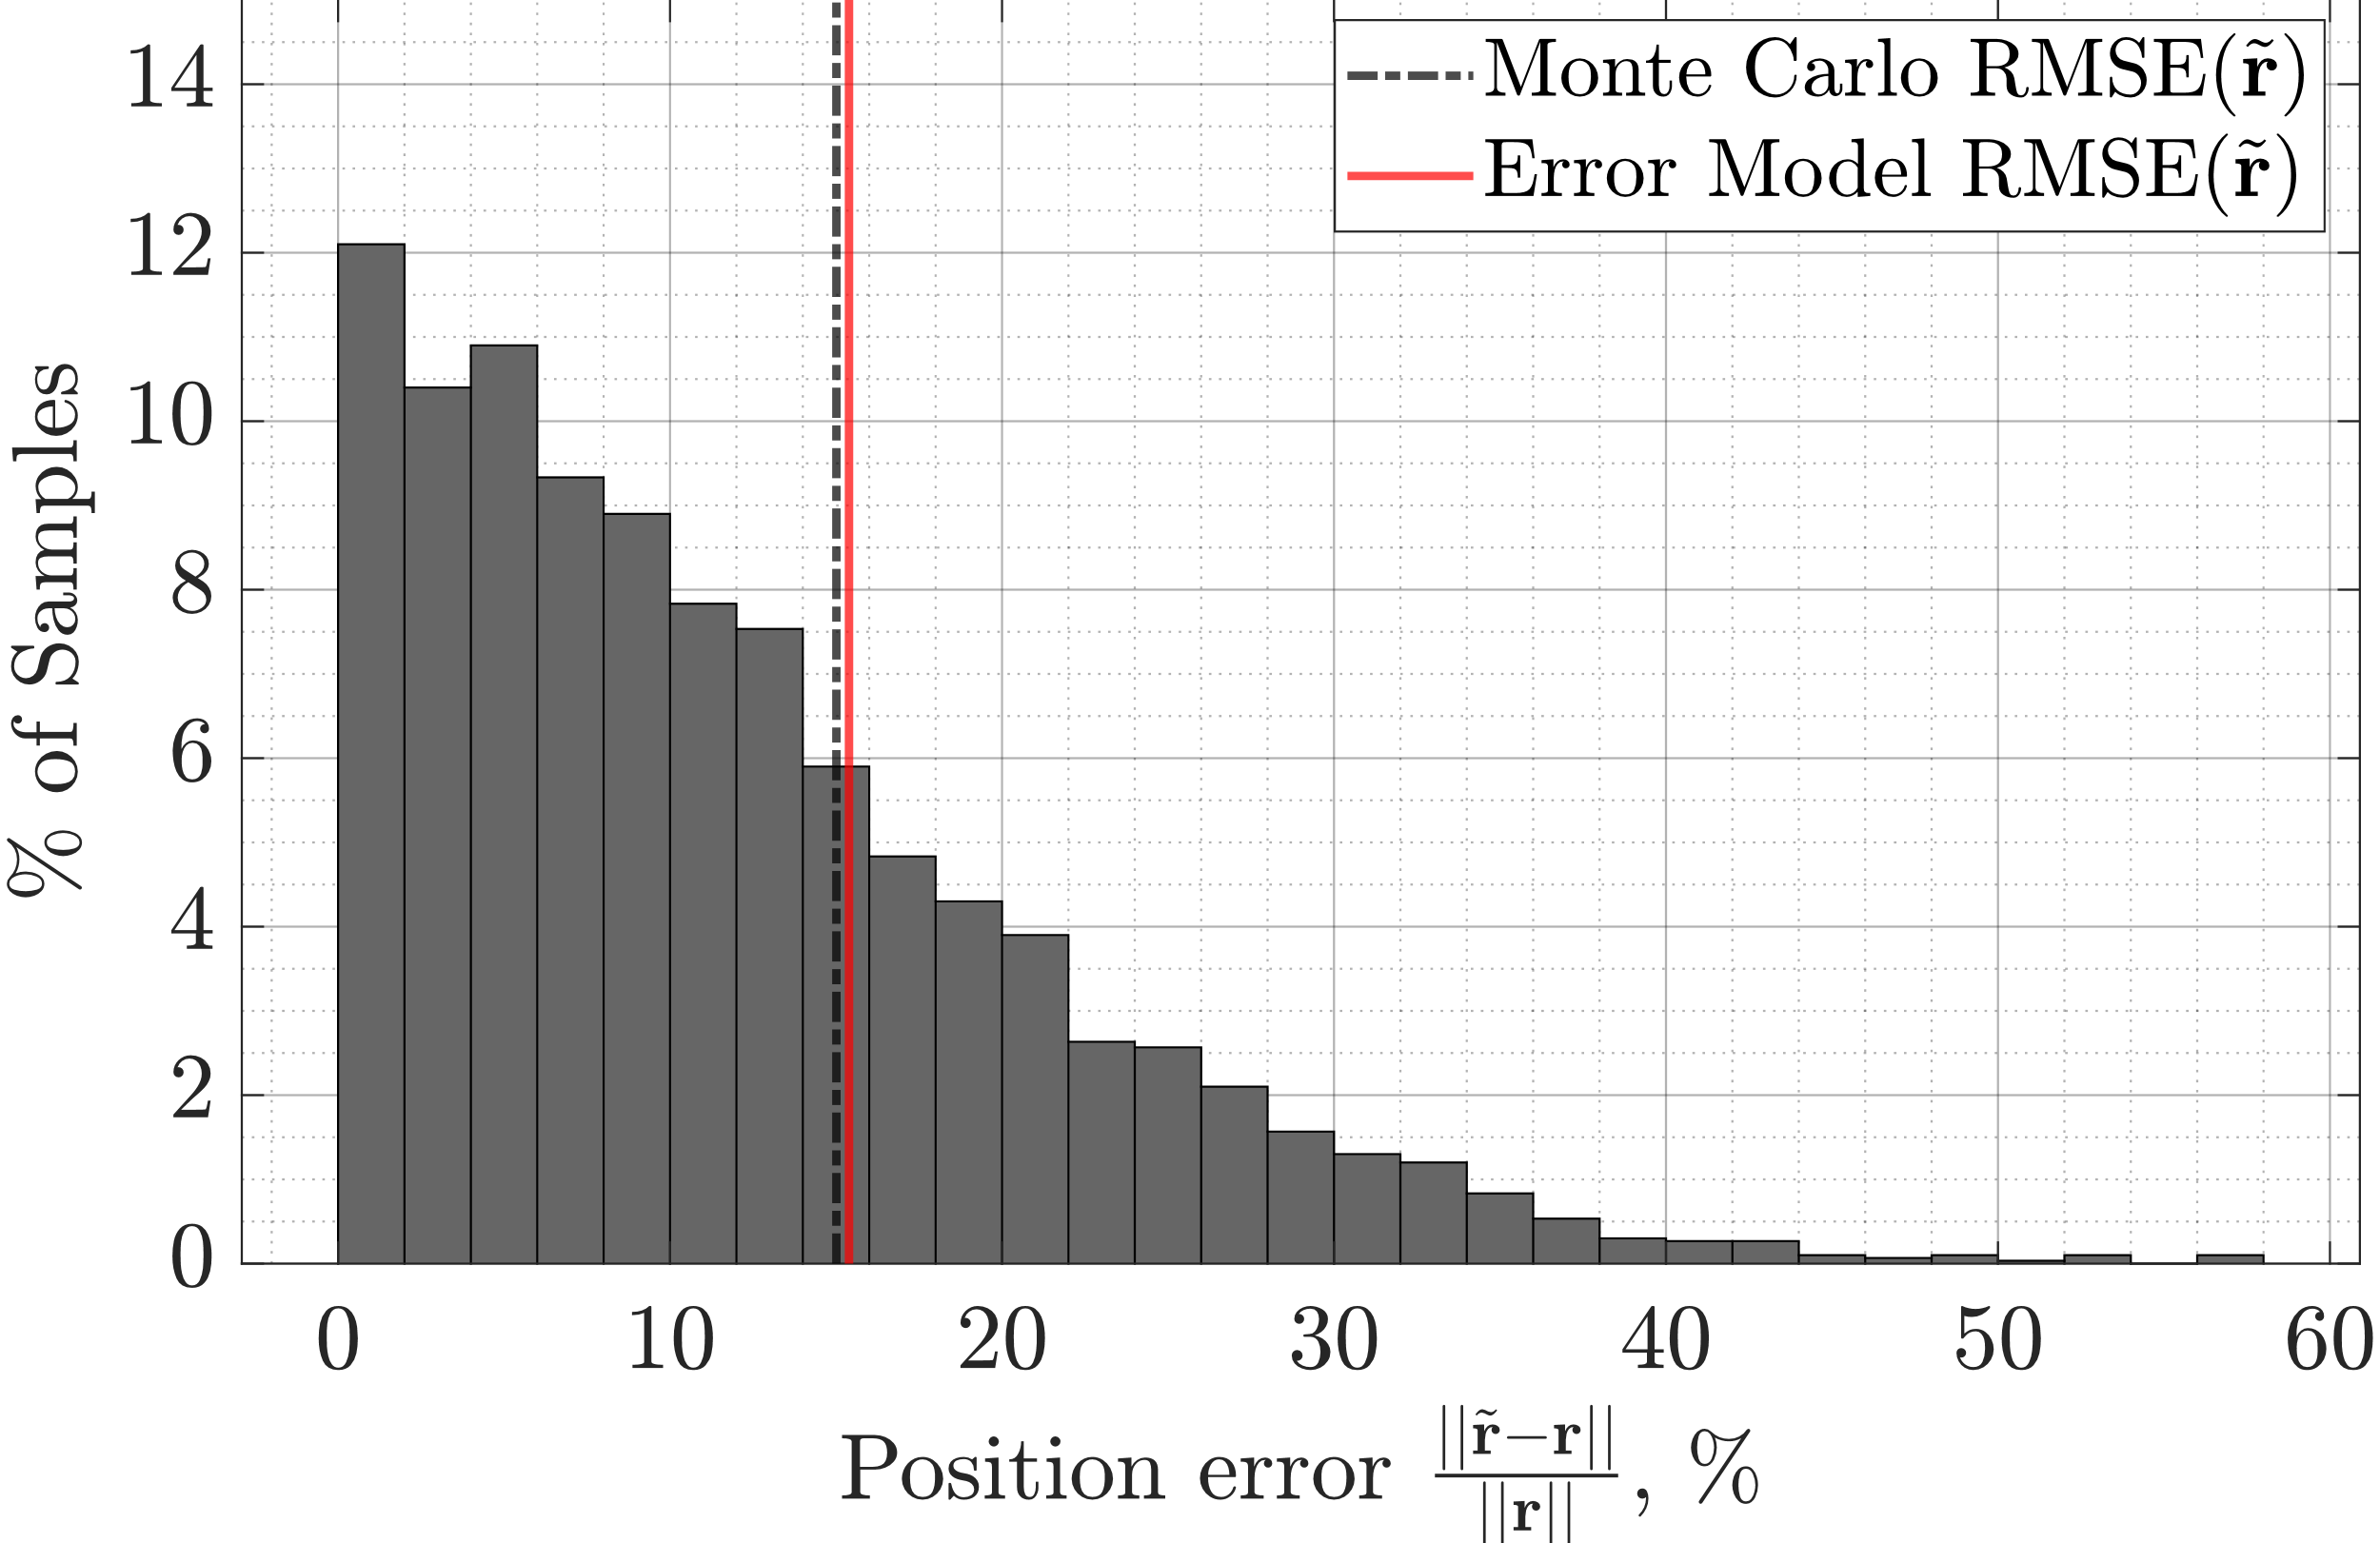 14
12
10
8
6
4
2
0
% of Samples
Monte Carlo RMSE(r̃)
Error Model RMSE(r̃)
0 10 20 30 40 50 60
Position error ||r̃−r|| / ||r||, %